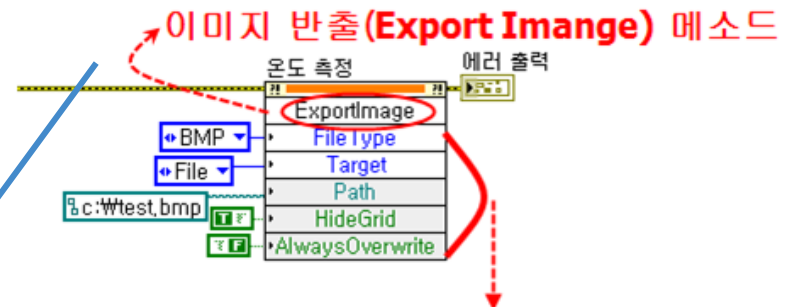 이미지 반출(Export Imange) 메소드
온도 측정
에러 출력
ExportImage
BMP
FileType
File
Target
c:₩test.bmp
Path
T F
HideGrid
T F
AlwaysOverwrite